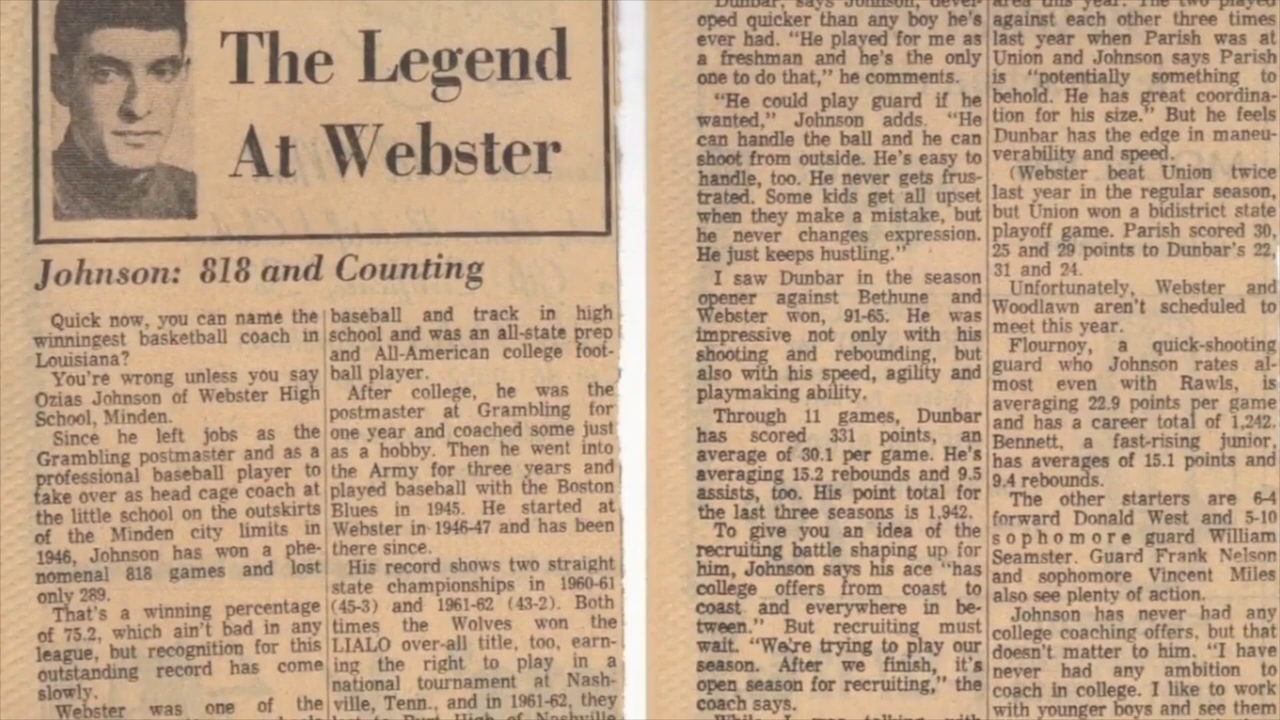 The Legend
At Webster
Johnson: 818 and Counting
Quick now, you can name the
winningest basketball coach in
Louisiana?
You're wrong unless you say
Ozias Johnson of Webster High
School, Minden.
Since he left jobs as the
Grambling postmaster and as a
professional baseball player to
take over as head cage coach at
the little school on the outskirts
of the Minden city limits in
1946, Johnson has won a phe-
nomenal 818 games and lost
only 289.
That's a winning percentage
of 75.2, which ain't bad in any
league, but recognition for this
outstanding record has come
slowly.
Webster was one of the
baseball and track in high
school and was an all-state prep
and All-American college foot-
ball player.
After college, he was the
postmaster at Grambling for
one year and coached some just
as a hobby. Then he went into
the Army for three years and
played baseball with the Boston
Blues in 1945. He started at
Webster in 1946-47 and has been
there since.
His record shows two straight
state championships in 1960-61
(45-3) and 1961-62 (43-2). Both
times the Wolves won the
LIALO over-all title, too, earn-
ing the right to play in a
national tournament at Nash-
ville, Tenn., and in 1961-62, they
Dunbar, says Johnson, devel-
oped quicker than any boy he's
ever had. "He played for me as
a freshman and he's the only
one to do that," he comments.
"He could play guard if he
wanted," Johnson adds. "He
can handle the ball and he can
shoot from outside. He's easy to
handle, too. He never gets frus-
trated. Some kids get all upset
when they make a mistake, but
he never changes expression.
He just keeps hustling."
I saw Dunbar in the season
opener against Bethune and
Webster won, 91-65. He was
impressive not only with his
shooting and rebounding, but
also with his speed, agility and
playmaking ability.
Through 11 games, Dunbar
has scored 331 points, an
average of 30.1 per game. He's
averaging 15.2 rebounds and 9.5
assists, too. His point total for
the last three seasons is 1,942.
To give you an idea of the
recruiting battle shaping up for
him, Johnson says his ace "has
college offers from coast to
coast and everywhere in be-
tween." But recruiting must
wait. "We're trying to play our
season. After we finish, it's
open season for recruiting," the
coach says.
area this year. The two played
against each other three times
last year when Parish was at
Union and Johnson says Parish
is "potentially something to
behold. He has great coordina-
tion for his size." But he feels
Dunbar has the edge in maneu-
verability and speed.
(Webster beat Union twice
last year in the regular season,
but Union won a bidistrict state
playoff game. Parish scored 30,
25 and 29 points to Dunbar's 22,
31 and 24.
Unfortunately, Webster and
Woodlawn aren't scheduled to
meet this year.
Flournoy, a quick-shooting
guard who Johnson rates al-
most even with Rawls, is
averaging 22.9 points per game
and has a career total of 1,242.
Bennett, a fast-rising junior,
has averages of 15.1 points and
9.4 rebounds.
The other starters are 6-4
forward Donald West and 5-10
sophomore guard William
Seamster. Guard Frank Nelson
and sophomore Vincent Miles
also see plenty of action.
Johnson has never had any
college coaching offers, but that
doesn't matter to him. "I have
never had any ambition to
coach in college. I like to work
with younger boys and see them